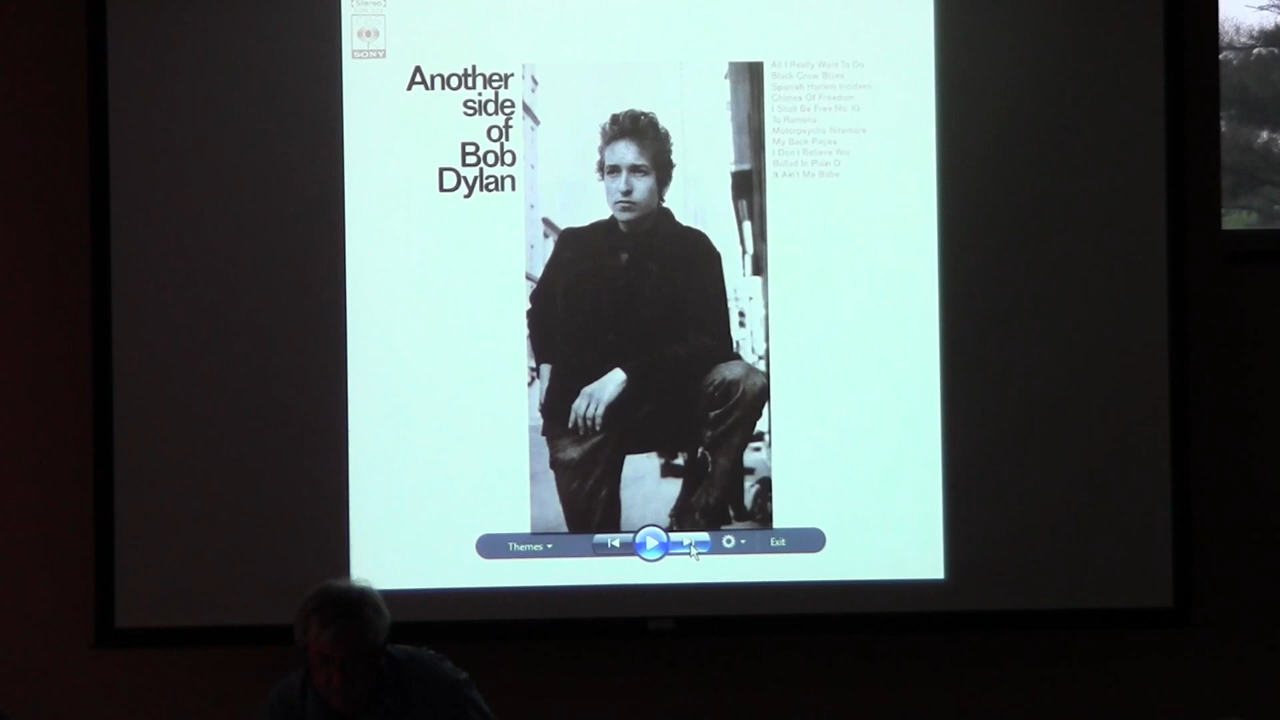 Stereo
SONY
Another
side
of
Bob
Dylan
All I Really Want To Do
Black Crow Blues
Spanish Harlem Incident
Chimes Of Freedom
I Shall Be Free No. 10
To Ramona
Motorpsycho Nitemare
My Back Pages
I Don't Believe You
Ballad In Plain D
It Ain't Me Babe
Themes
Exit